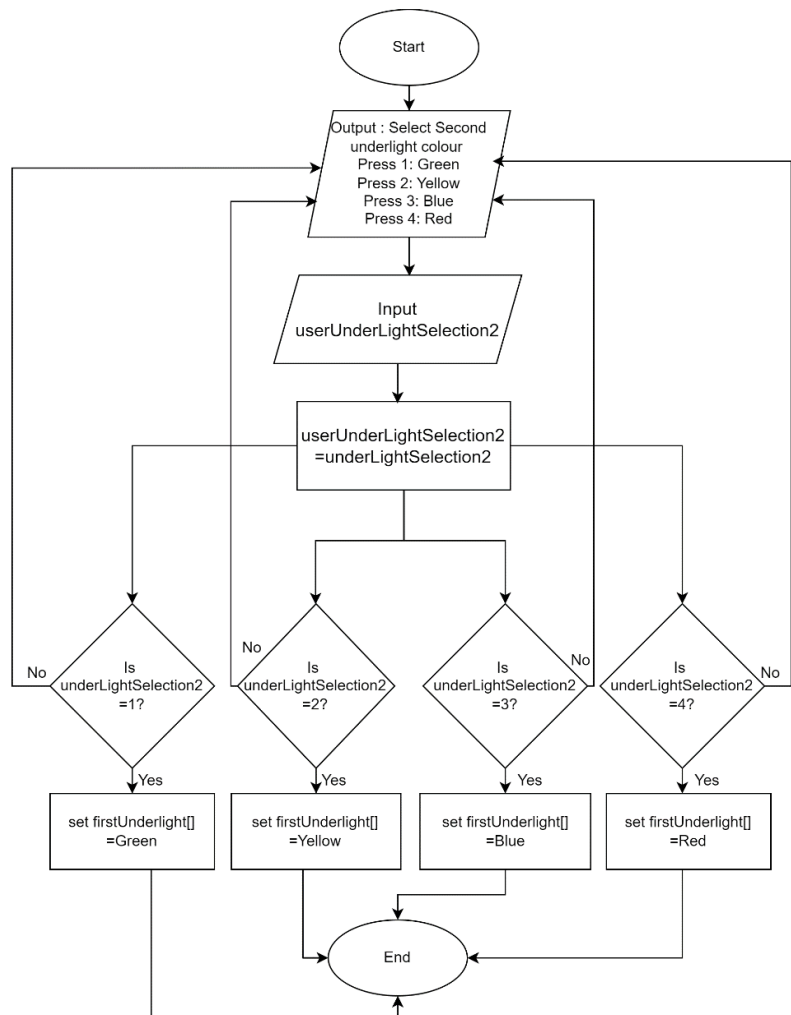 Start
Output : Select Second
underlight colour
Press 1: Green
Press 2: Yellow
Press 3: Blue
Press 4: Red
Input
userUnderLightSelection2
userUnderLightSelection2
=underLightSelection2
No
Is
underLightSelection2
=1?
Yes
No
Is
underLightSelection2
=2?
Yes
Is
underLightSelection2
=3?
No
Yes
Is
underLightSelection2
=4?
No
Yes
set firstUnderlight[]
=Green
set firstUnderlight[]
=Yellow
set firstUnderlight[]
=Blue
set firstUnderlight[]
=Red
End